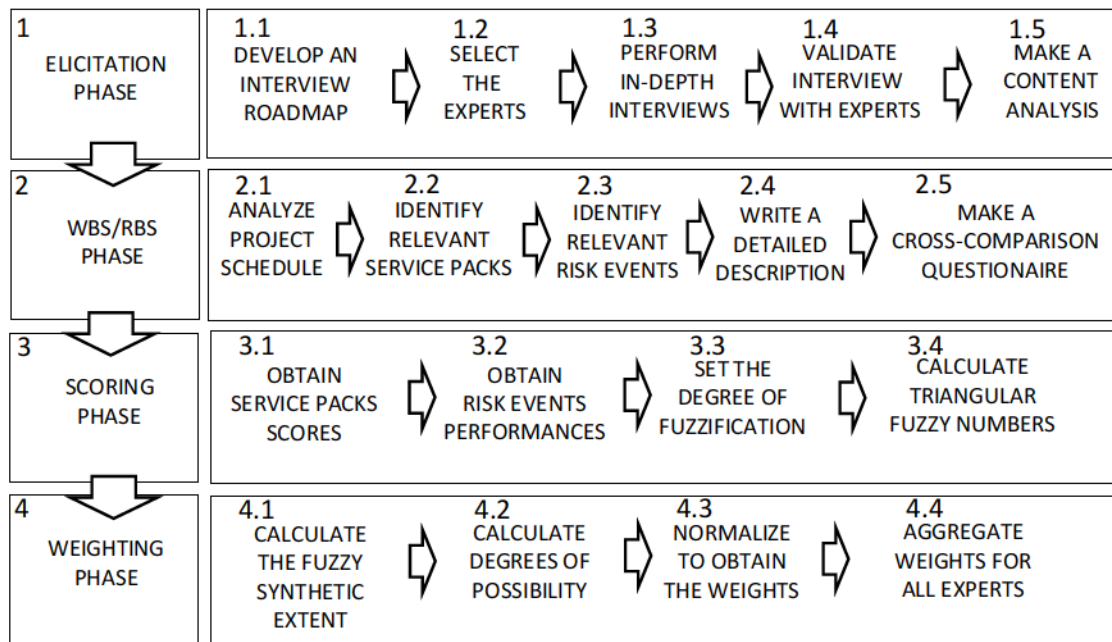 1
ELICITATION
PHASE
1.1
DEVELOP AN
INTERVIEW
ROADMAP
1.2
SELECT
THE
EXPERTS
1.3
PERFORM
IN-DEPTH
INTERVIEWS
1.4
VALIDATE
INTERVIEW
WITH EXPERTS
1.5
MAKE A
CONTENT
ANALYSIS
2
WBS/RBS
PHASE
2.1
ANALYZE
PROJECT
SCHEDULE
2.2
IDENTIFY
RELEVANT
SERVICE PACKS
2.3
IDENTIFY
RELEVANT
RISK EVENTS
2.4
WRITE A
DETAILED
DESCRIPTION
2.5
MAKE A
CROSS-COMPARISON
QUESTIONAIRE
3
SCORING
PHASE
3.1
OBTAIN
SERVICE PACKS
SCORES
3.2
OBTAIN
RISK EVENTS
PERFORMANCES
3.3
SET THE
DEGREE OF
FUZZIFICATION
3.4
CALCULATE
TRIANGULAR
FUZZY NUMBERS
4
WEIGHTING
PHASE
4.1
CALCULATE
THE FUZZY
SYNTHETIC
EXTENT
4.2
CALCULATE
DEGREES OF
POSSIBILITY
4.3
NORMALIZE
TO OBTAIN
THE WEIGHTS
4.4
AGGREGATE
WEIGHTS FOR
ALL EXPERTS